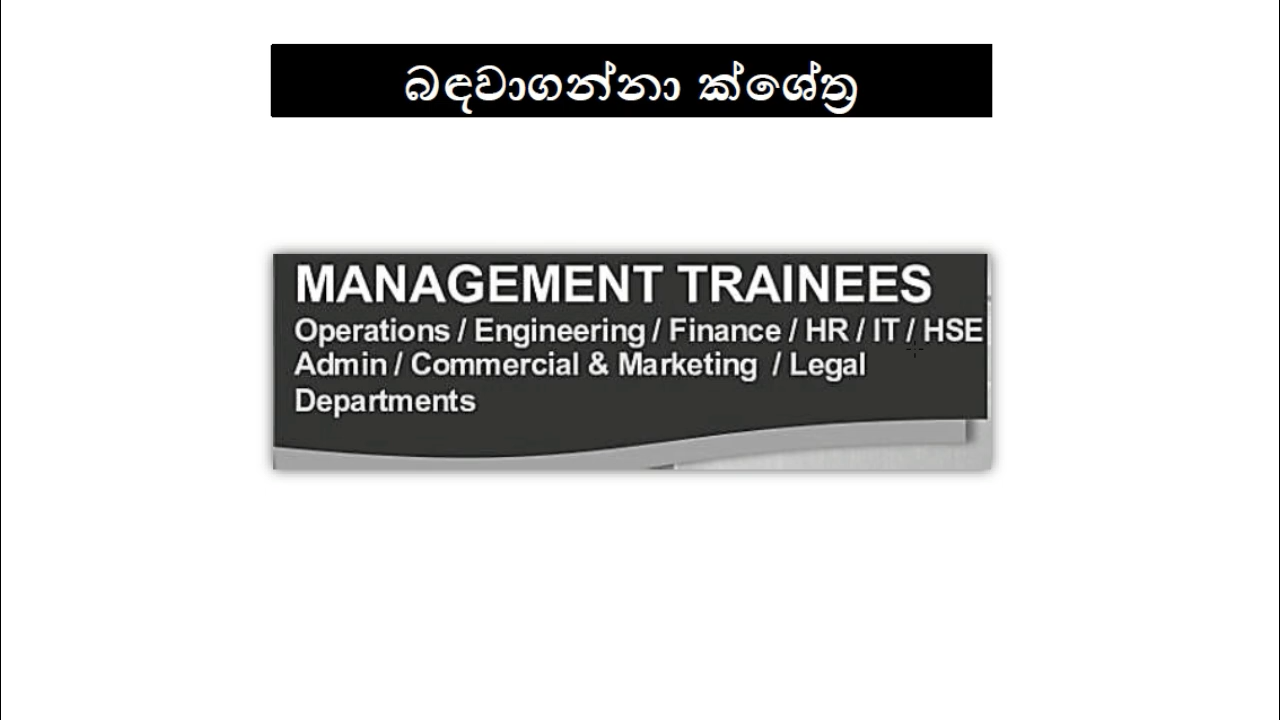 බඳවාගන්නා ක්ශේත්‍ර
MANAGEMENT TRAINEES
Operations / Engineering / Finance / HR / IT / HSE
Admin / Commercial & Marketing / Legal
Departments